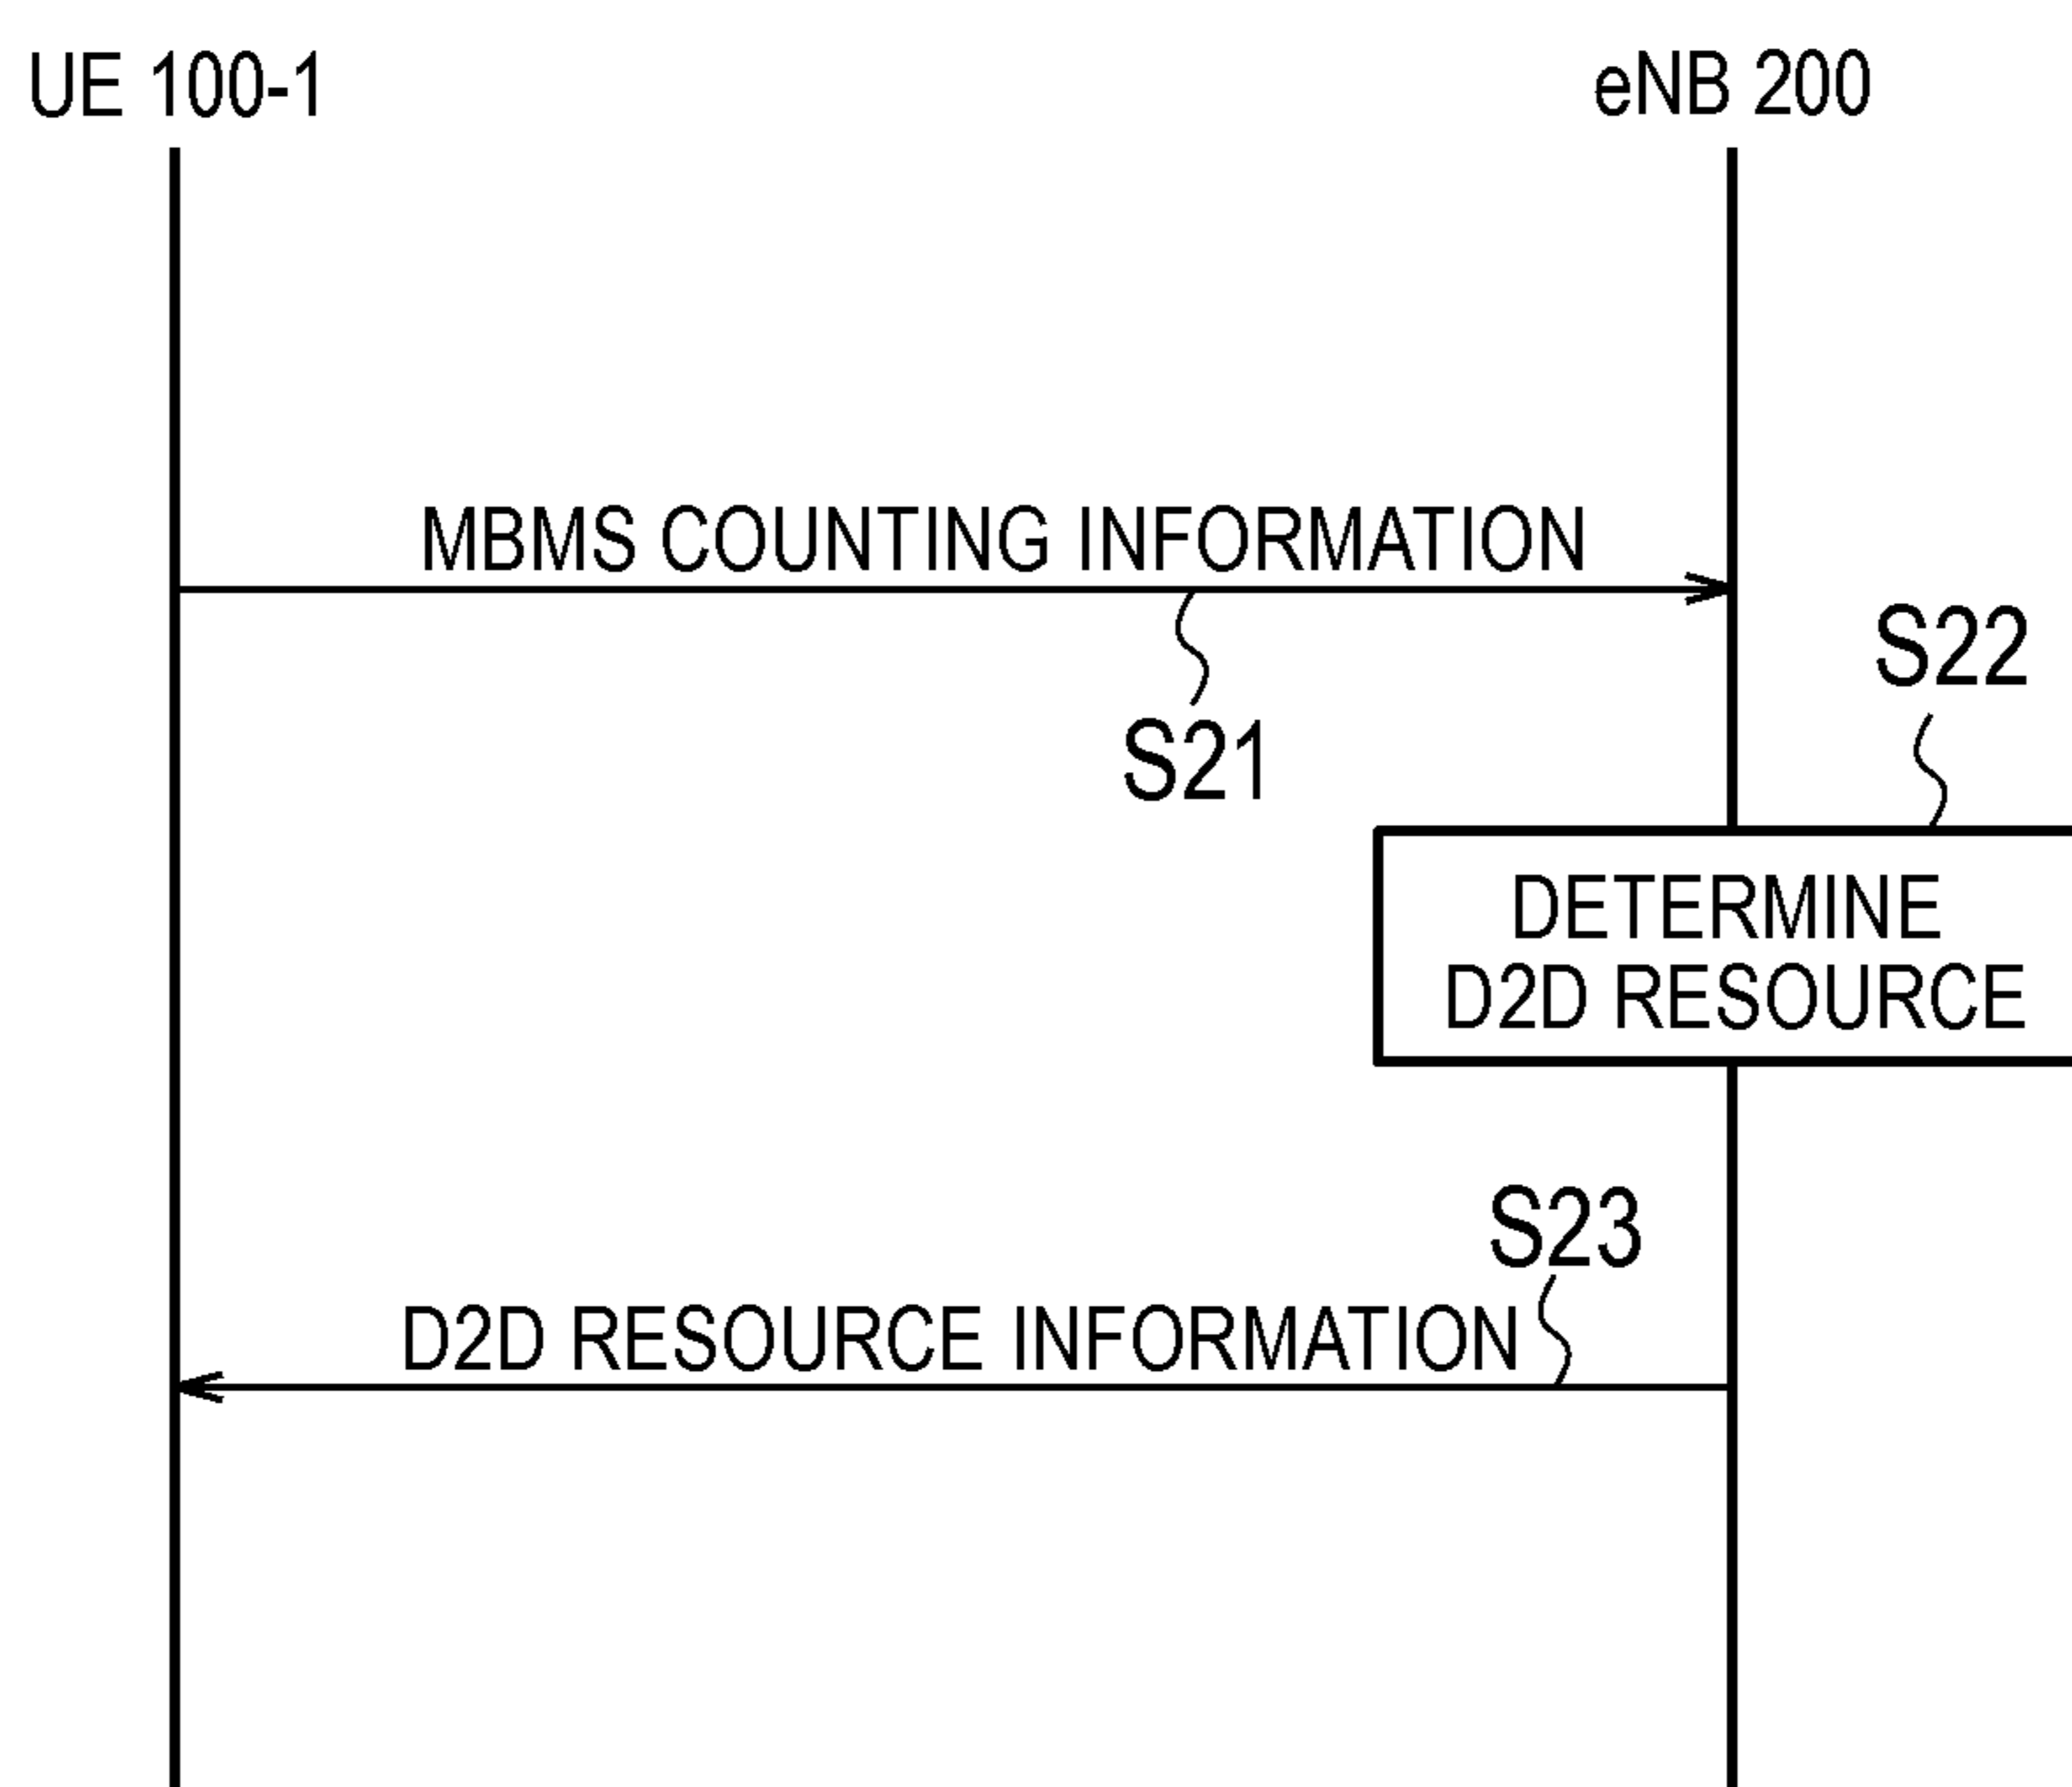 UE 100-1
eNB 200
MBMS COUNTING INFORMATION
S21
S22
DETERMINE
D2D RESOURCE
S23
D2D RESOURCE INFORMATION